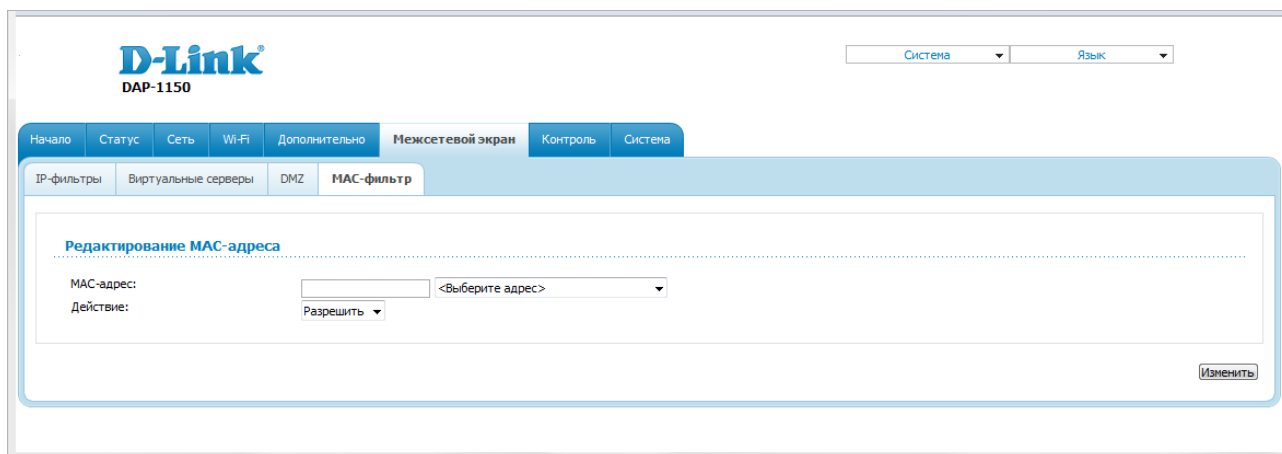 D-Link®
DAP-1150
Система
Язык
Начало Статус Сеть Wi-Fi Дополнительно Межсетевой экран Контроль Система
IP-фильтры Виртуальные серверы DMZ MAC-фильтр
Редактирование MAC-адреса
MAC-адрес: <Выберите адрес>
Действие: Разрешить
Изменить